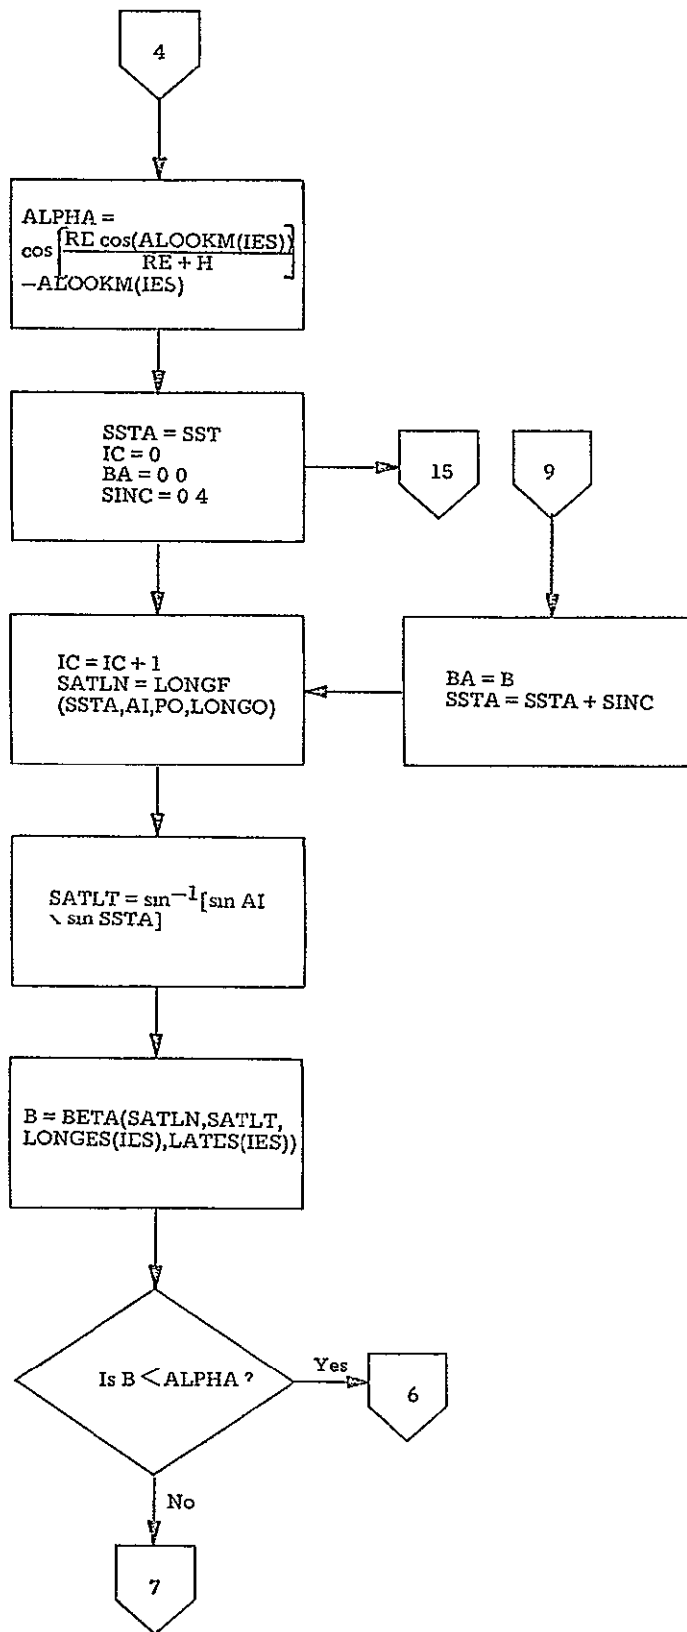 4
ALPHA =
cos [RE cos(ALOOKM(IES))
RE + H]
−ALOOKM(IES)
SSTA = SST
IC = 0
BA = 0 0
SINC = 0 4
15
9
IC = IC + 1
SATLN = LONGF
(SSTA,AI,PO,LONGO)
BA = B
SSTA = SSTA + SINC
SATLT = sin⁻¹[sin AI
\ sin SSTA]
B = BETA(SATLN,SATLT,
LONGES(IES),LATES(IES))
Is B < ALPHA ?
Yes
6
No
7